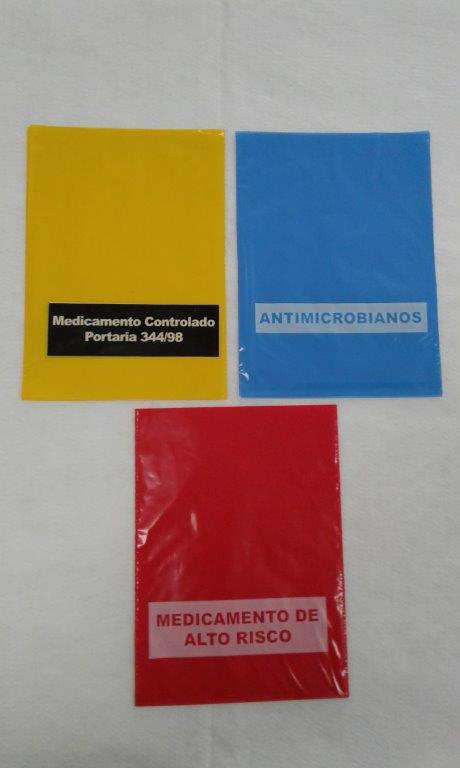 Medicamento Controlado
Portaria 344/98
ANTIMICROBIANOS
MEDICAMENTO DE
ALTO RISCO